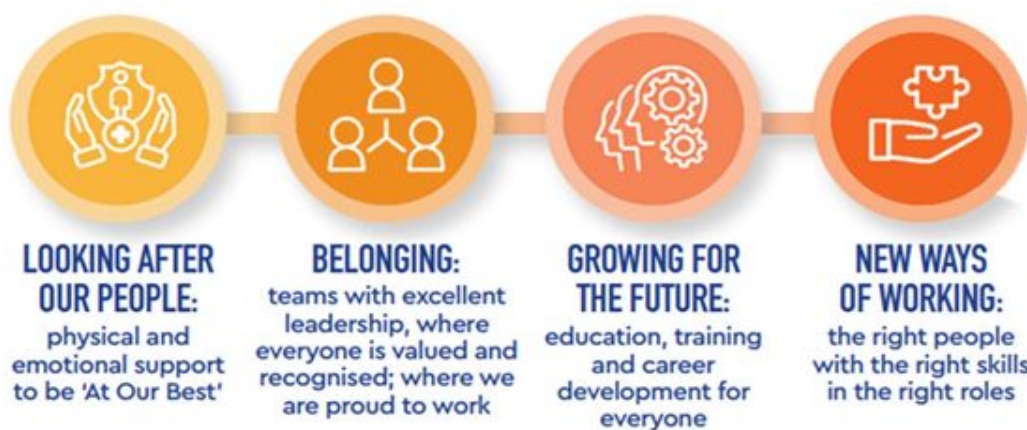 LOOKING AFTER
OUR PEOPLE:
physical and
emotional support
to be 'At Our Best'
BELONGING:
teams with excellent
leadership, where
everyone is valued and
recognised; where we
are proud to work
GROWING FOR
THE FUTURE:
education, training
and career
development for
everyone
NEW WAYS
OF WORKING:
the right people
with the right skills
in the right roles